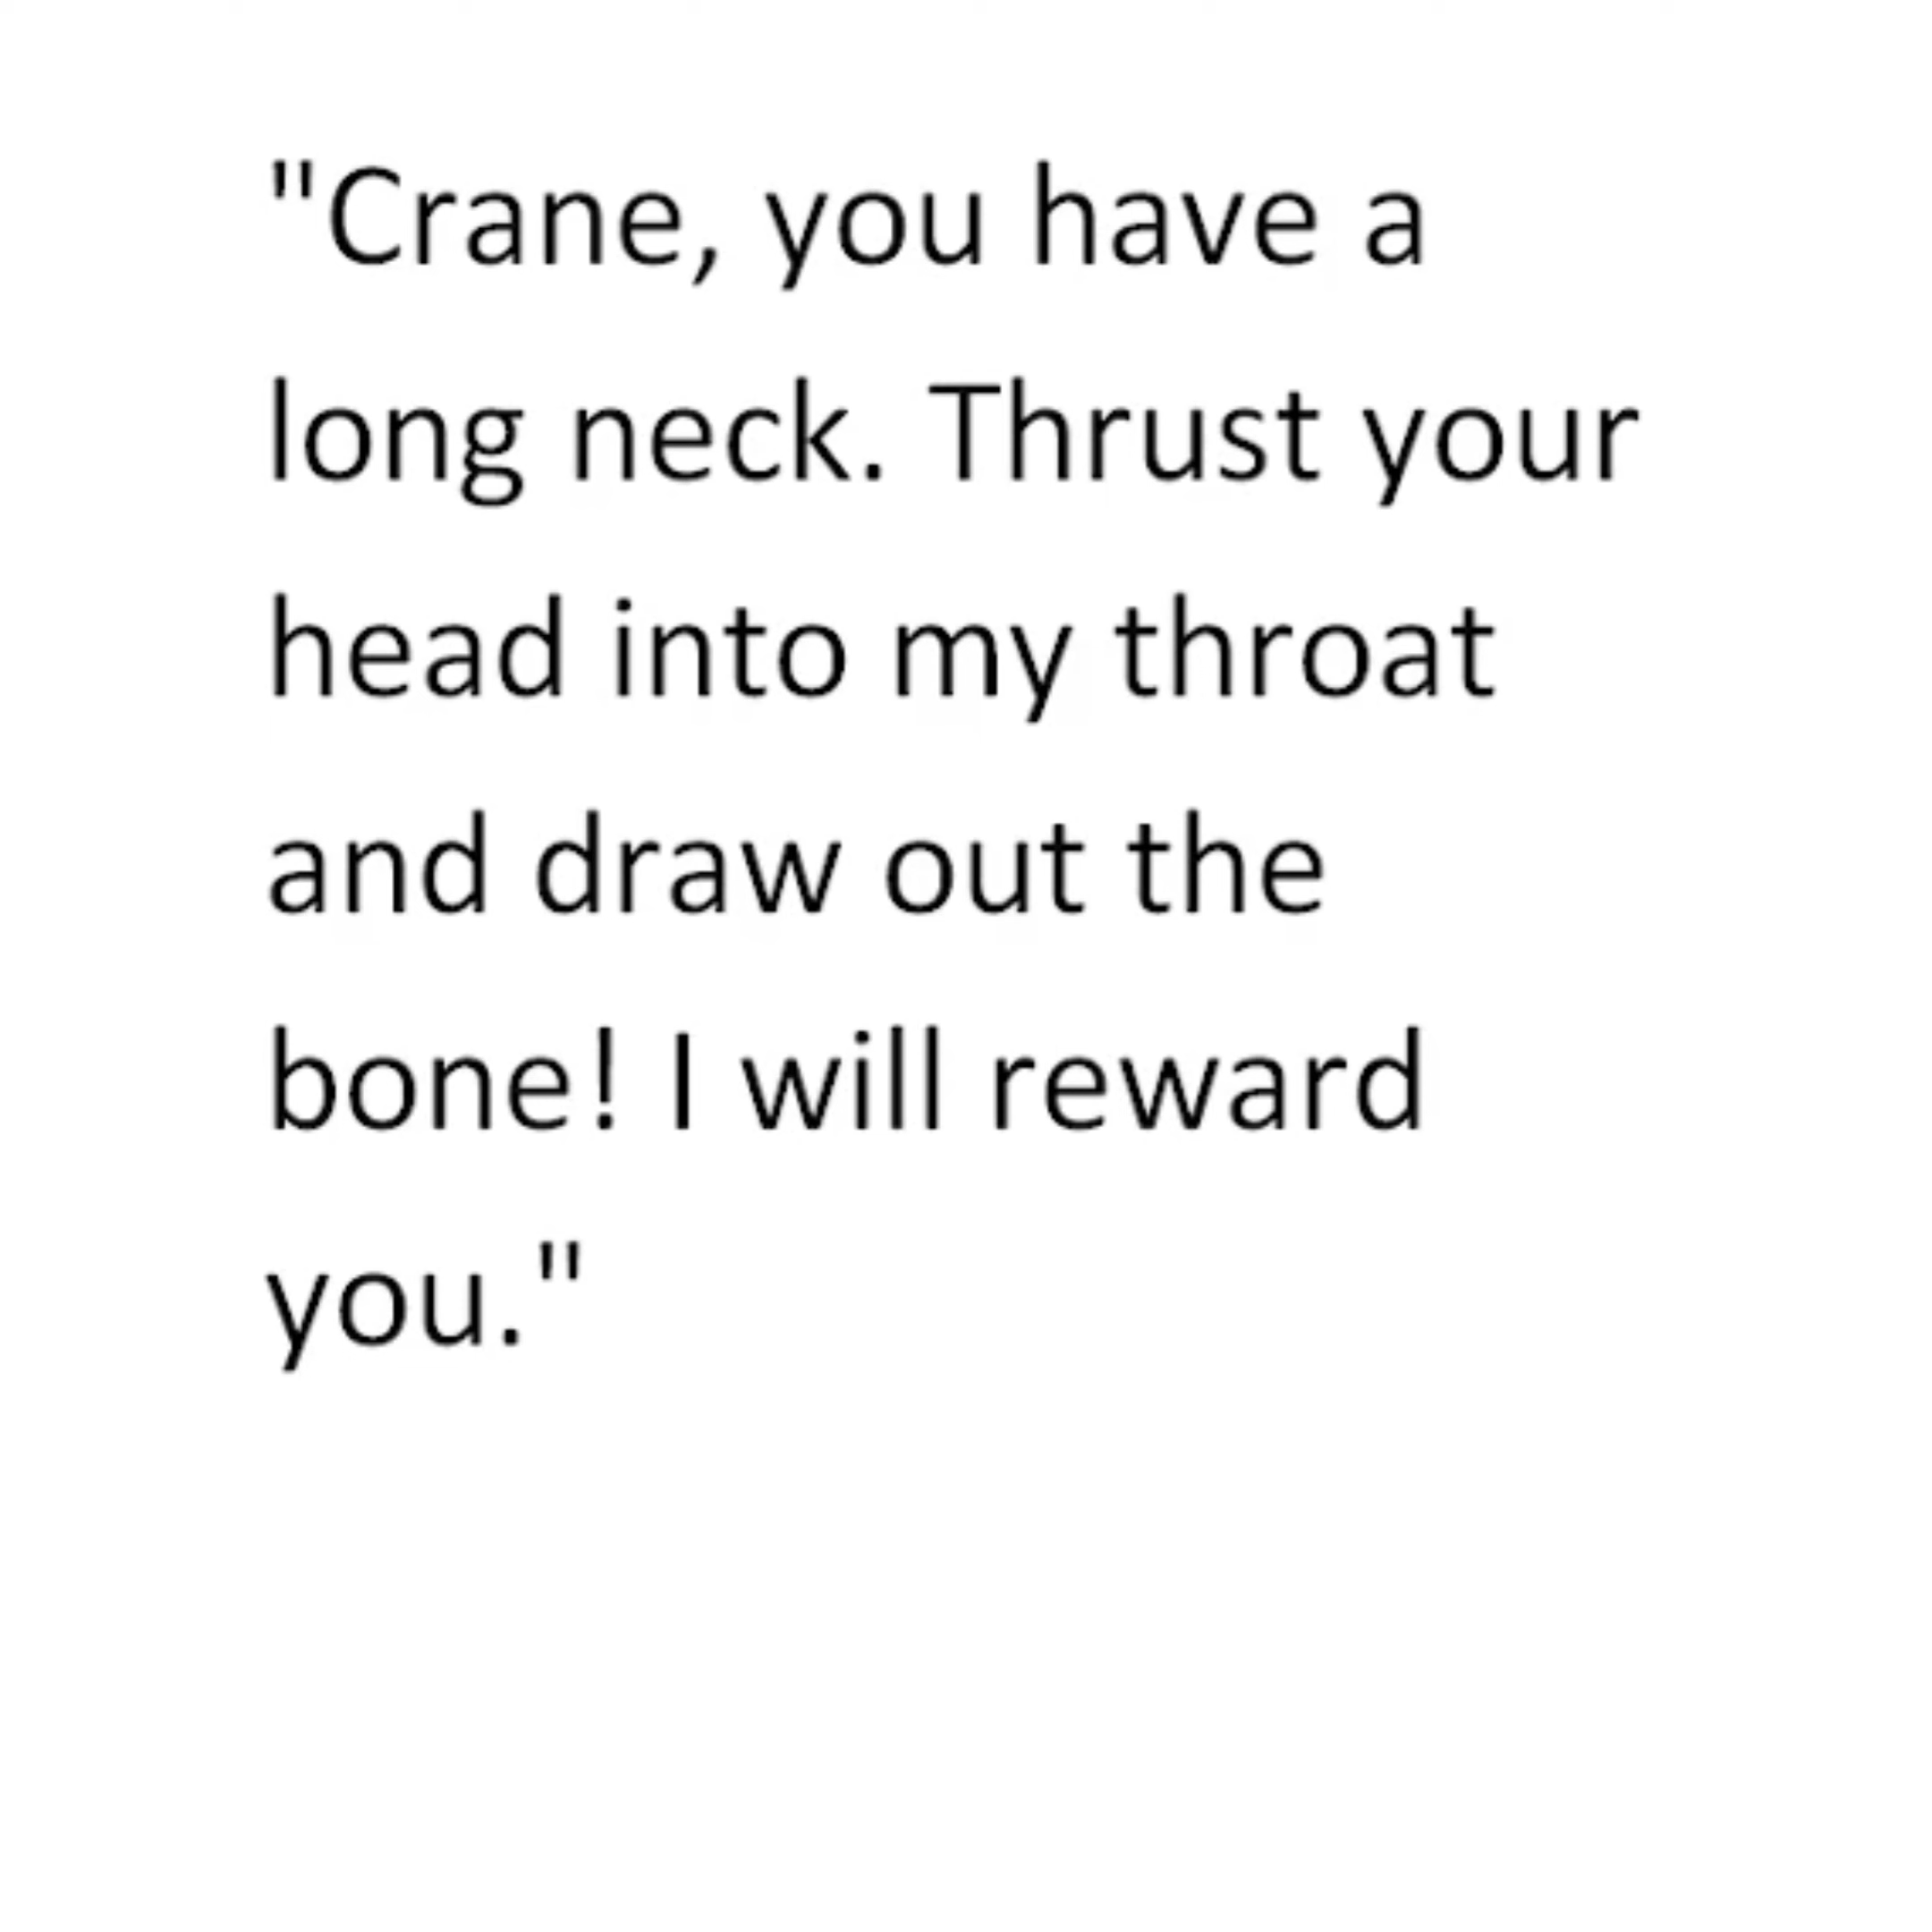 "Crane, you have a
long neck. Thrust your
head into my throat
and draw out the
bone! I will reward
you."